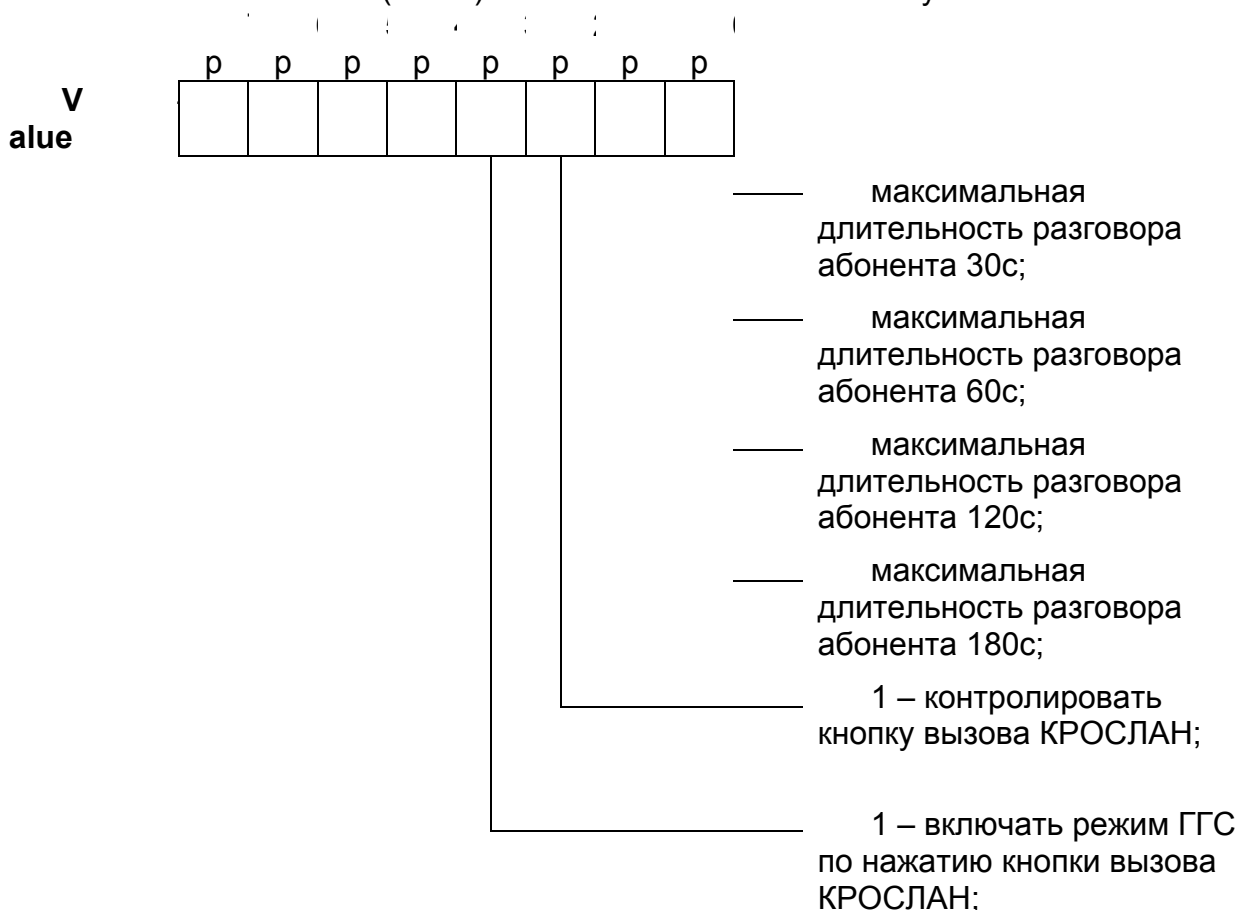 р р р р р р р р
V
alue
максимальная
длительность разговора
абонента 30с;
максимальная
длительность разговора
абонента 60с;
максимальная
длительность разговора
абонента 120с;
максимальная
длительность разговора
абонента 180с;
1 – контролировать
кнопку вызова КРОСЛАН;
1 – включать режим ГГС
по нажатию кнопки вызова
КРОСЛАН;